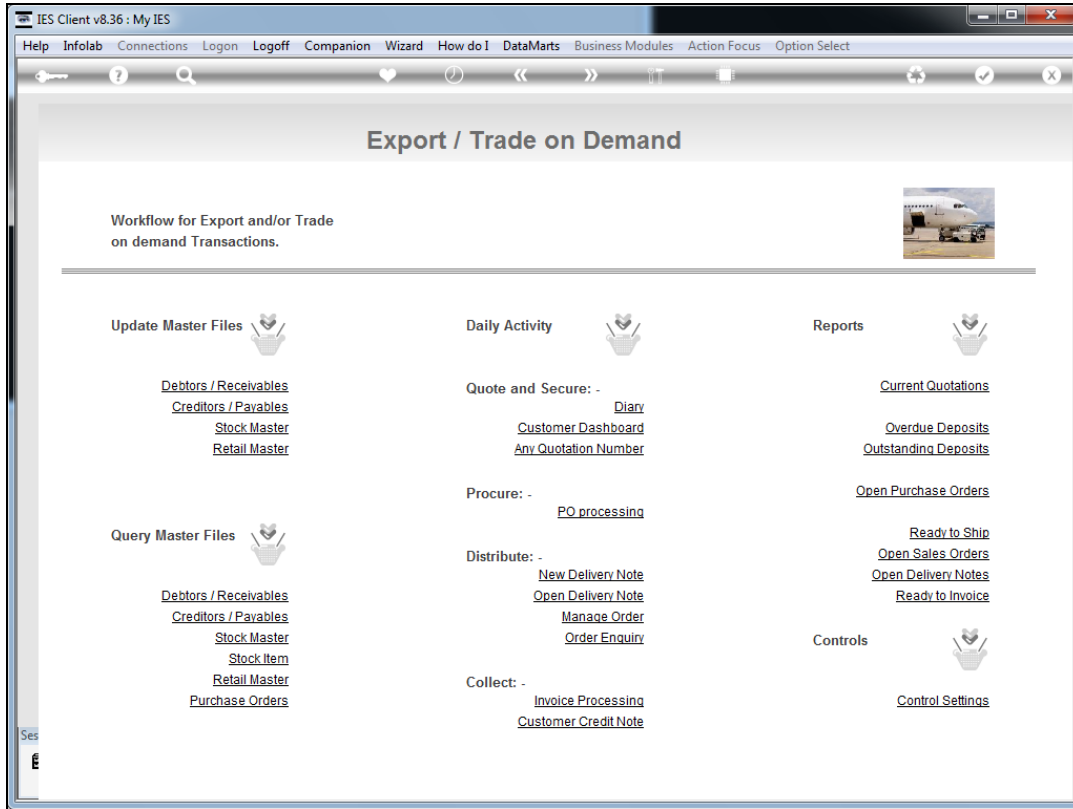 IES Client v8.36 : My IES
Help Infolab Connections Logon Logoff Companion Wizard How do I DataMarts Business Modules Action Focus Option Select
Export / Trade on Demand
Workflow for Export and/or Trade
on demand Transactions.
Update Master Files
Debtors / Receivables
Creditors / Payables
Stock Master
Retail Master
Query Master Files
Debtors / Receivables
Creditors / Payables
Stock Master
Stock Item
Retail Master
Purchase Orders
Daily Activity
Quote and Secure: -
Diary
Customer Dashboard
Any Quotation Number
Procure: -
PO processing
Distribute: -
New Delivery Note
Open Delivery Note
Manage Order
Order Enquiry
Collect: -
Invoice Processing
Customer Credit Note
Reports
Current Quotations
Overdue Deposits
Outstanding Deposits
Open Purchase Orders
Ready to Ship
Open Sales Orders
Open Delivery Notes
Ready to Invoice
Controls
Control Settings
Ses